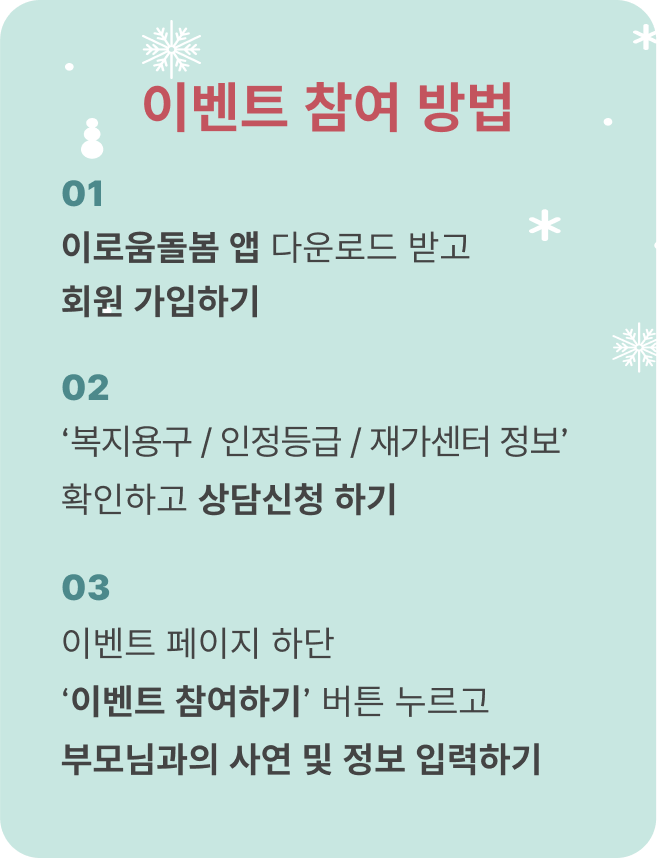 이벤트 참여 방법
01
이로움돌봄 앱 다운로드 받고
회원 가입하기
02
‘복지용구 / 인정등급 / 재가센터 정보’
확인하고 상담신청 하기
03
이벤트 페이지 하단
‘이벤트 참여하기’ 버튼 누르고
부모님과의 사연 및 정보 입력하기